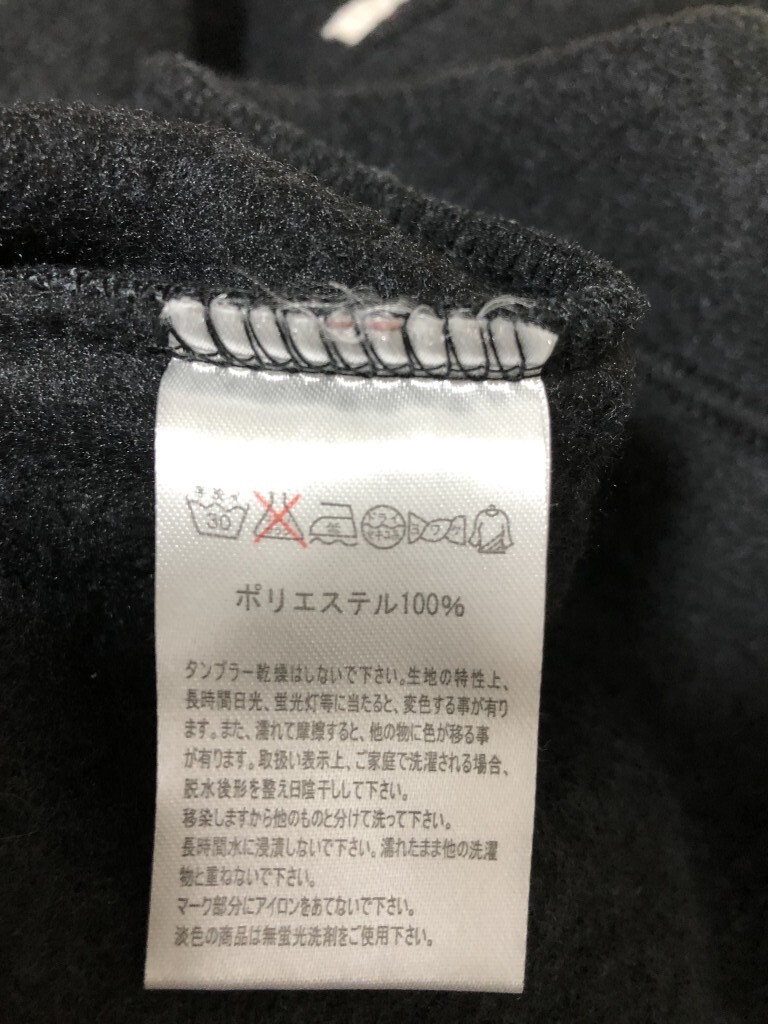 手洗イ
30
ヨワク
ポリエステル100%
タンブラー乾燥はしないで下さい。生地の特性上、
長時間日光、蛍光灯等に当たると、変色する事が有り
ます。また、濡れて摩擦すると、他の物に色が移る事
が有ります。取扱い表示上、ご家庭で洗濯される場合、
脱水後形を整え日陰干しして下さい。
移染しますから他のものと分けて洗って下さい。
長時間水に浸漬しないで下さい。濡れたまま他の洗濯
物と重ねないで下さい。
マーク部分にアイロンをあてないで下さい。
淡色の商品は無蛍光洗剤をご使用下さい。